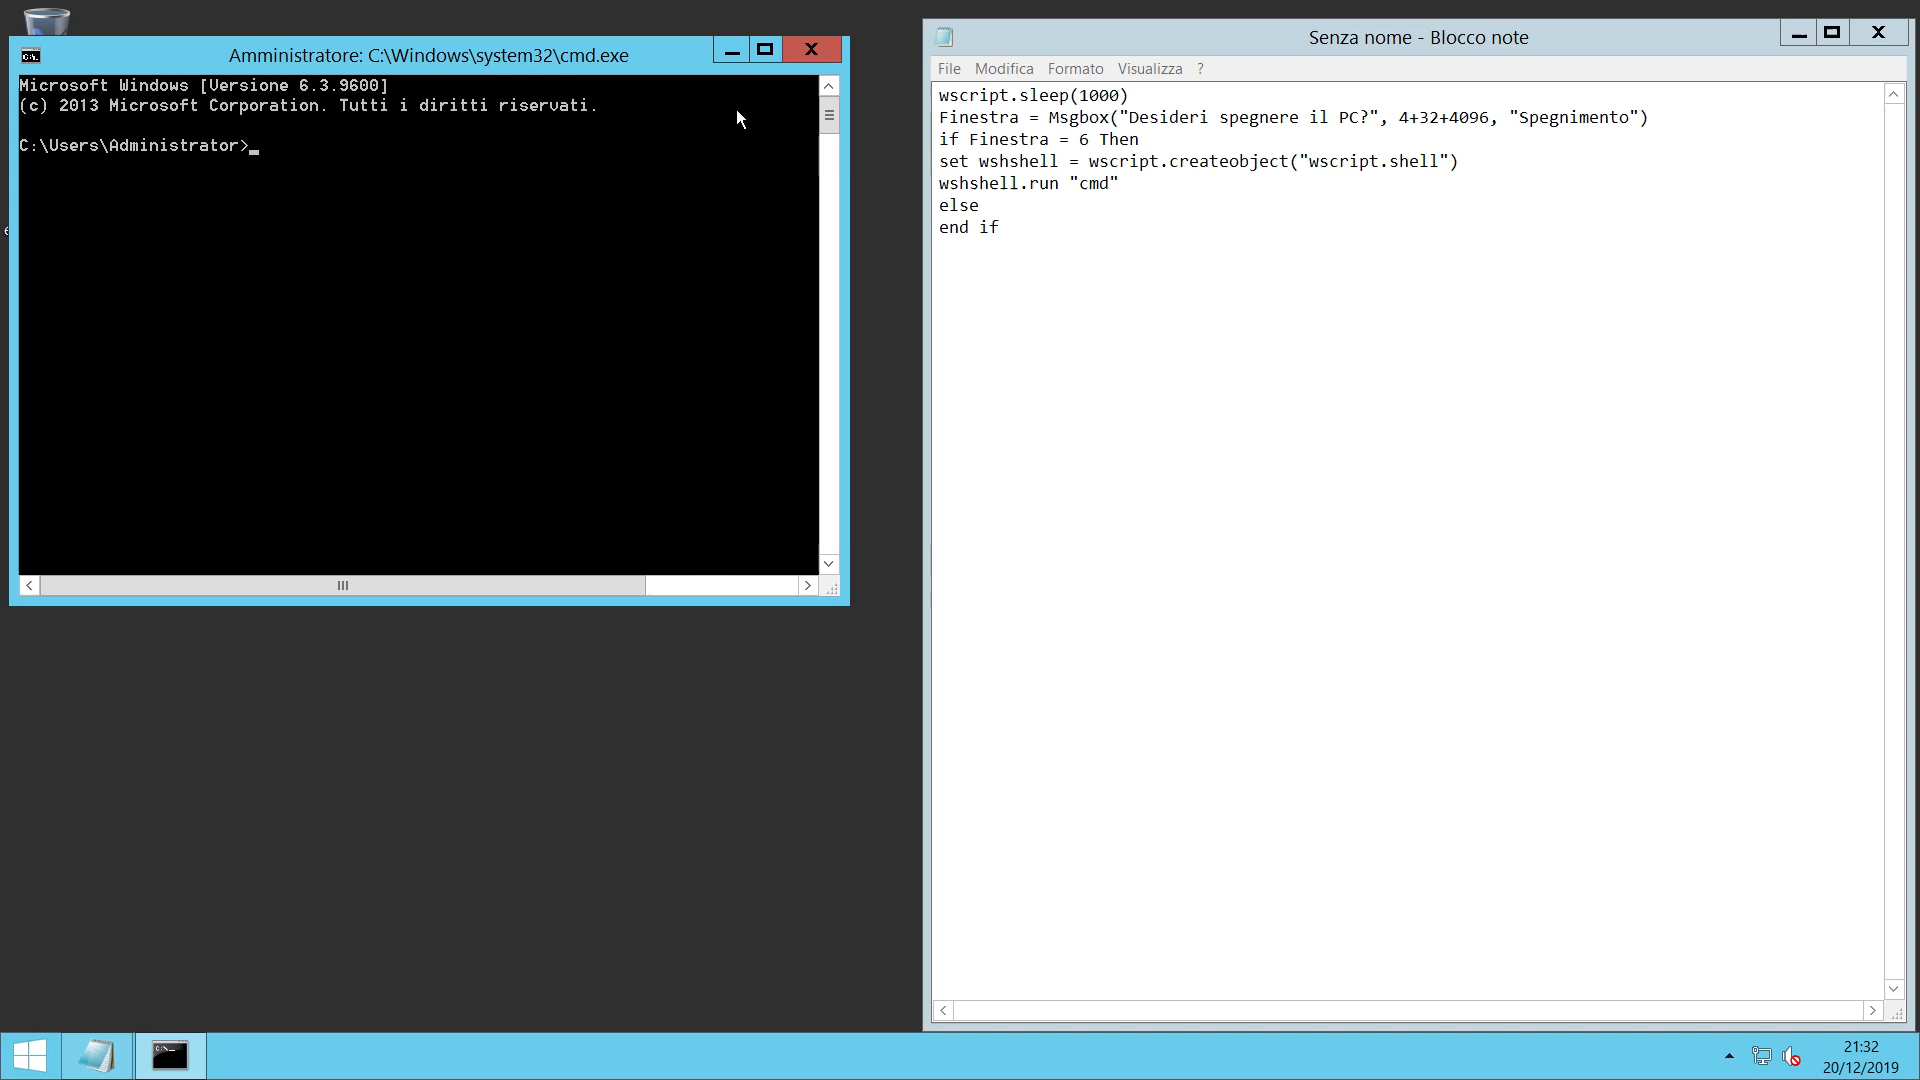 Amministratore: C:\Windows\system32\cmd.exe
Microsoft Windows [Versione 6.3.9600]
(c) 2013 Microsoft Corporation. Tutti i diritti riservati.
C:\Users\Administrator>_
Senza nome - Blocco note
File Modifica Formato Visualizza ?
wscript.sleep(1000)
Finestra = Msgbox("Desideri spegnere il PC?", 4+32+4096, "Spegnimento")
if Finestra = 6 Then
set wshshell = wscript.createobject("wscript.shell")
wshshell.run "cmd"
else
end if
21:32
20/12/2019